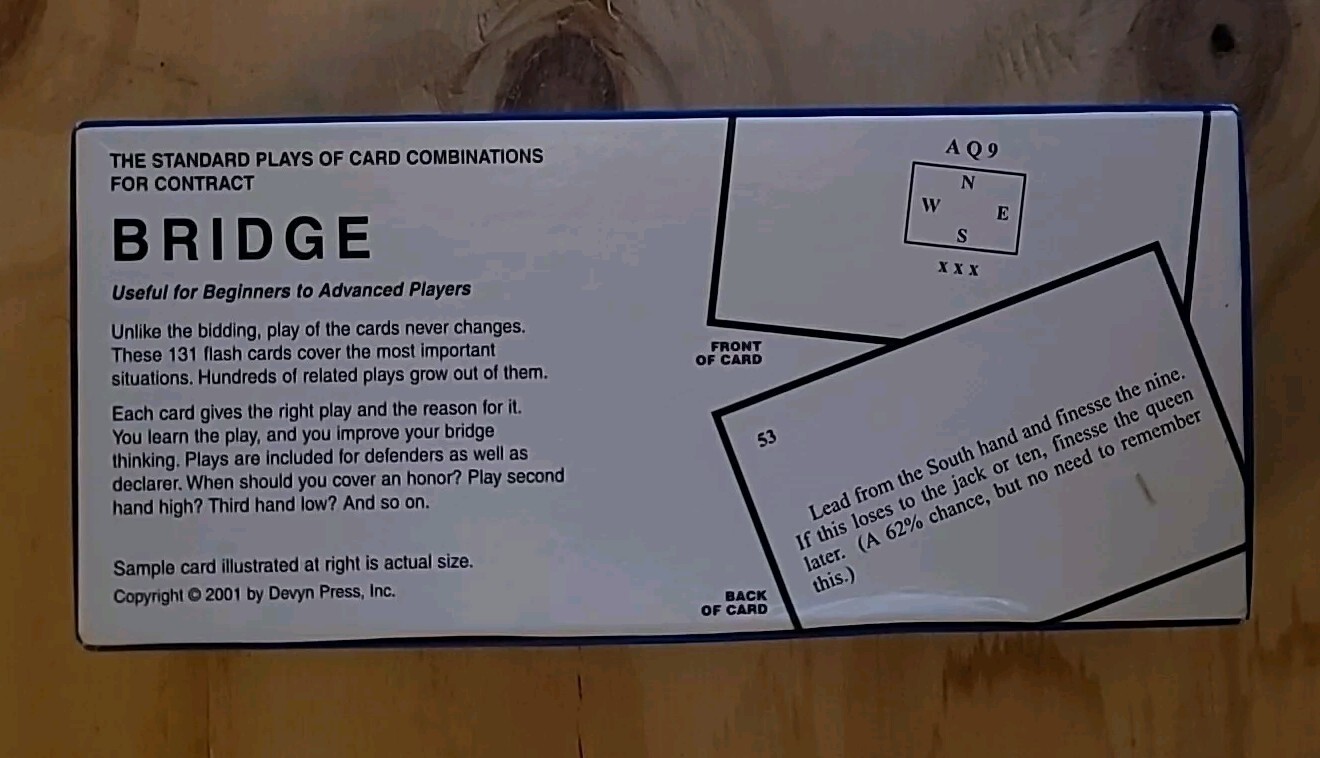 THE STANDARD PLAYS OF CARD COMBINATIONS
FOR CONTRACT
BRIDGE
Useful for Beginners to Advanced Players
Unlike the bidding, play of the cards never changes.
These 131 flash cards cover the most important
situations. Hundreds of related plays grow out of them.
Each card gives the right play and the reason for it.
You learn the play, and you improve your bridge
thinking. Plays are included for defenders as well as
declarer. When should you cover an honor? Play second
hand high? Third hand low? And so on.
Sample card illustrated at right is actual size.
Copyright © 2001 by Devyn Press, Inc.
A Q 9
N
W E
S
x x x
FRONT
OF CARD
53
Lead from the South hand and finesse the nine.
If this loses to the jack or ten, finesse the queen
later. (A 62% chance, but no need to remember
this.)
BACK
OF CARD